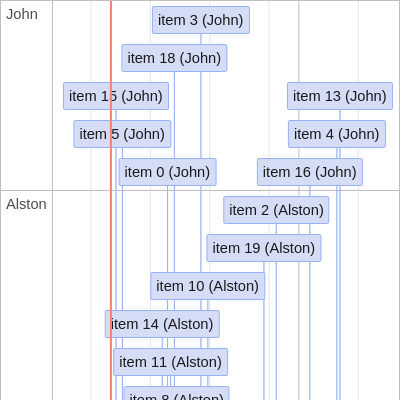 John
item 3 (John)
item 18 (John)
item 15 (John)
item 13 (John)
item 5 (John)
item 4 (John)
item 0 (John)
item 16 (John)
Alston
item 2 (Alston)
item 19 (Alston)
item 10 (Alston)
item 14 (Alston)
item 11 (Alston)
item 8 (Alston)